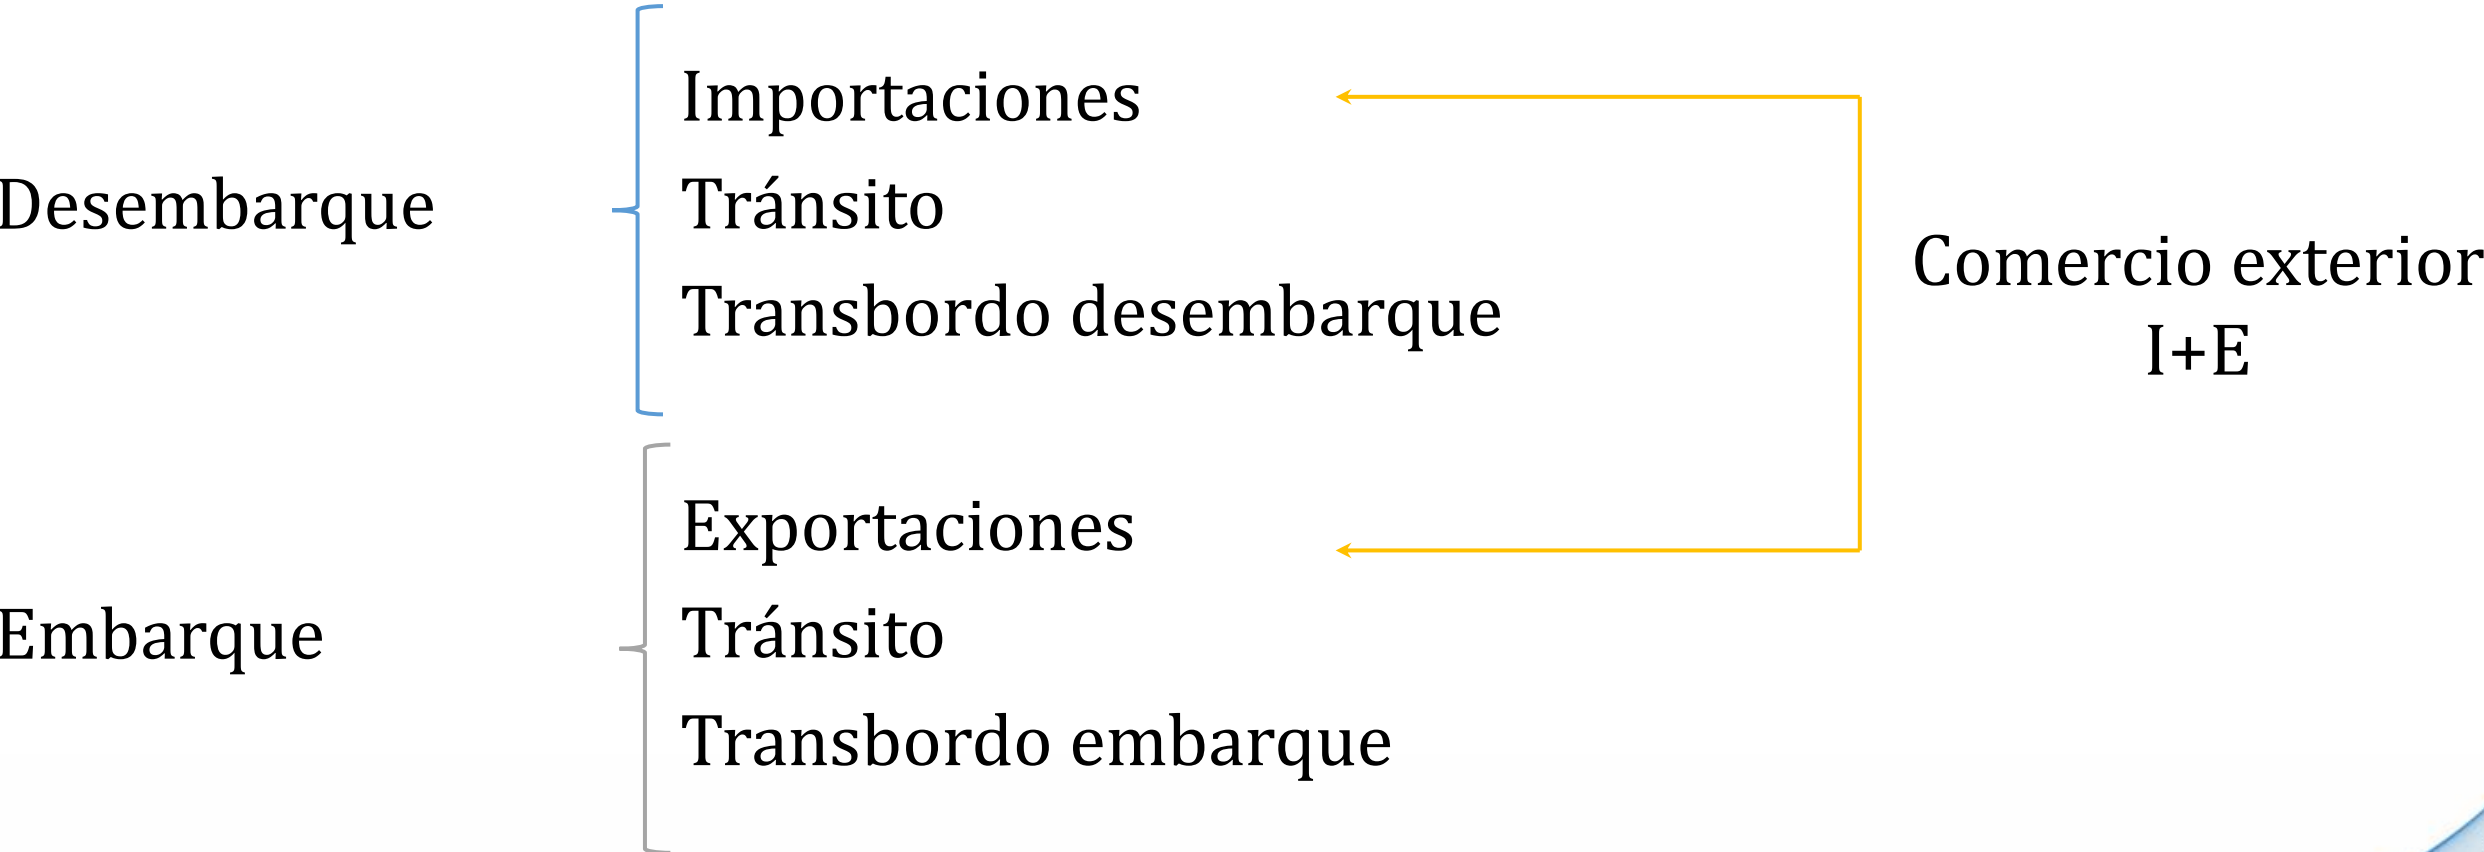 Importaciones
Desembarque
Tránsito
Transbordo desembarque
Comercio exterior
I+E
Exportaciones
Embarque
Tránsito
Transbordo embarque